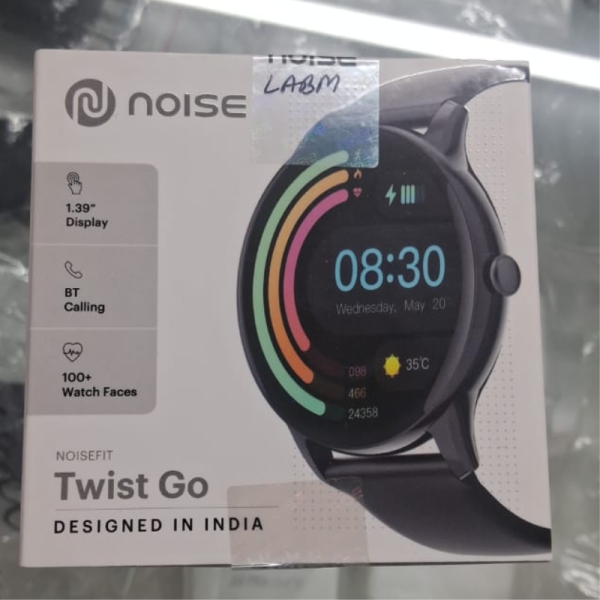 noise
LABM
noise
1.39"
Display
BT
Calling
100+
Watch Faces
08:30
Wednesday, May 20
35°C
098
466
24358
NOISEFIT
Twist Go
DESIGNED IN INDIA